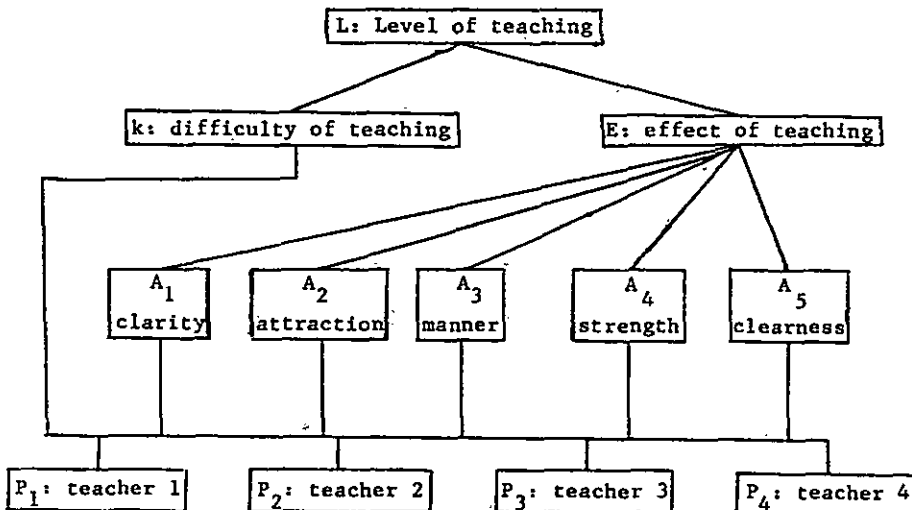 L: Level of teaching
k: difficulty of teaching
E: effect of teaching
A1
clarity
A2
attraction
A3
manner
A4
strength
A5
clearness
P1: teacher 1
P2: teacher 2
P3: teacher 3
P4: teacher 4